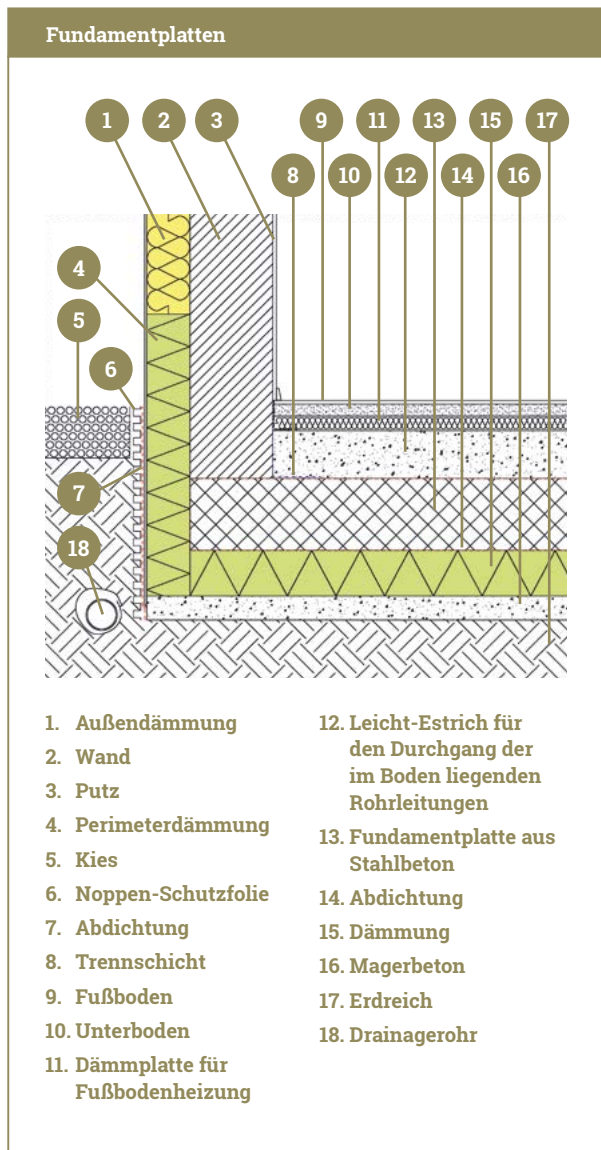 Fundamentplatten
1 2 3 9 11 13 15 17
8 10 12 14 16
4
5
6
7
18
1. Außendämmung
2. Wand
3. Putz
4. Perimeterdämmung
5. Kies
6. Noppen-Schutzfolie
7. Abdichtung
8. Trennschicht
9. Fußboden
10. Unterboden
11. Dämmplatte für
Fußbodenheizung
12. Leicht-Estrich für
den Durchgang der
im Boden liegenden
Rohrleitungen
13. Fundamentplatte aus
Stahlbeton
14. Abdichtung
15. Dämmung
16. Magerbeton
17. Erdreich
18. Drainagerohr